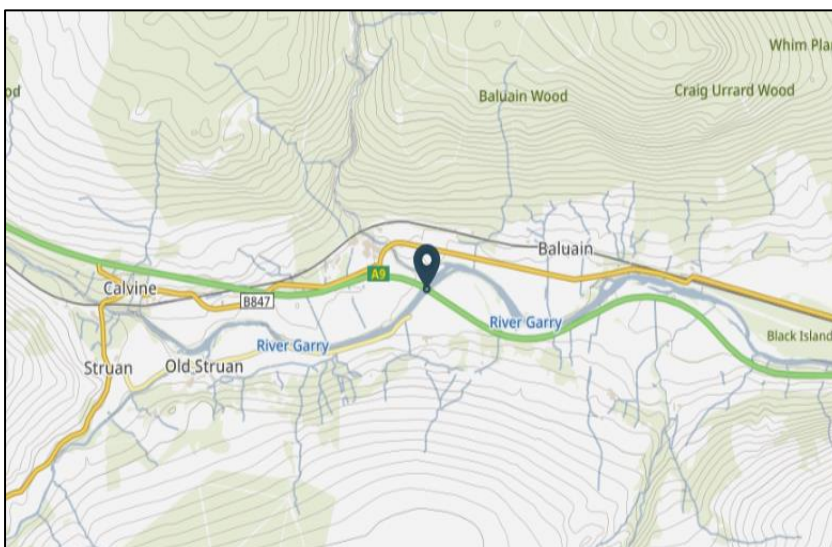 Whim Pla
od
Baluain Wood
Craig Urrard Wood
Baluain
A9
Calvine
B847
River Garry
River Garry
Black Island
Struan
Old Struan